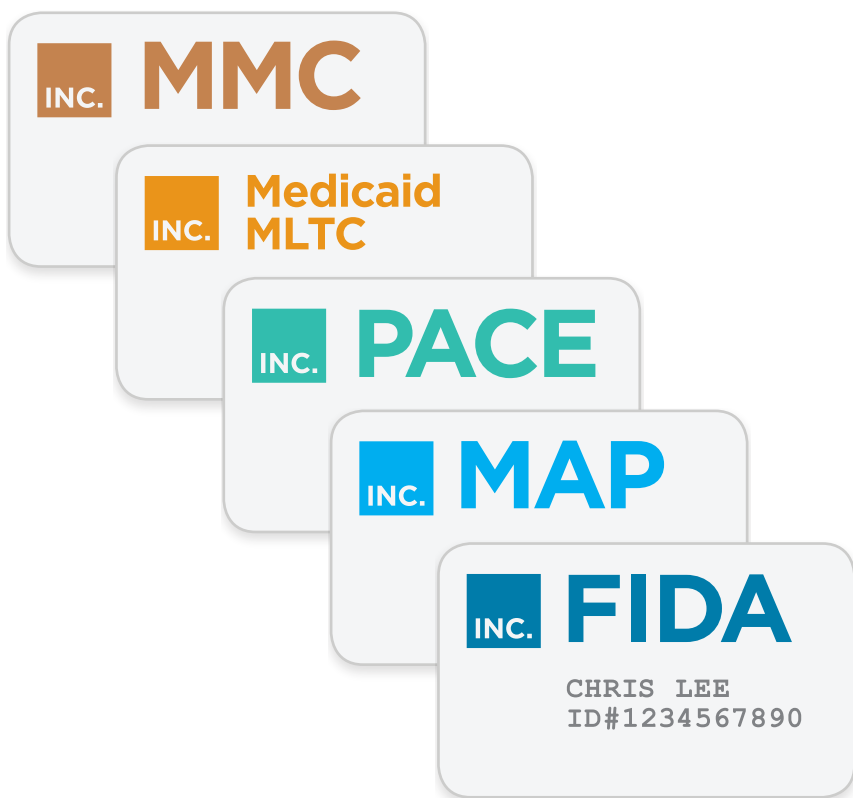 INC. MMC
INC. Medicaid
MLTC
INC. PACE
INC. MAP
INC. FIDA
CHRIS LEE
ID#1234567890